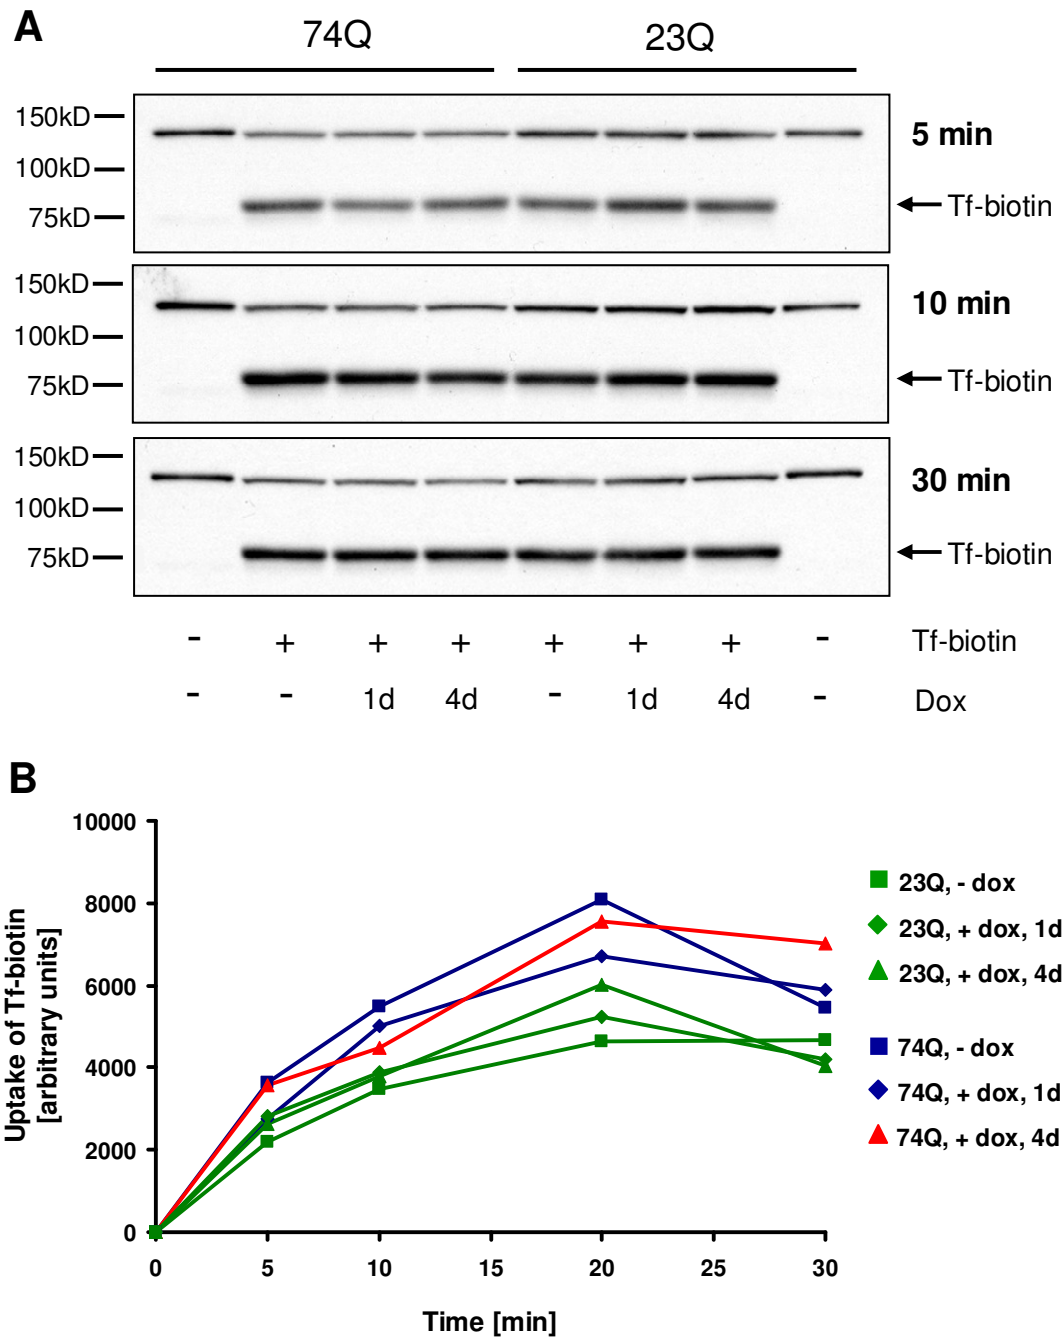 A
74Q 23Q
150kD
100kD
75kD
5 min
Tf-biotin
150kD
100kD
75kD
10 min
Tf-biotin
150kD
100kD
75kD
30 min
Tf-biotin
- + + + + + + - Tf-biotin
- - 1d 4d - 1d 4d - Dox
B
Uptake of Tf-biotin
[arbitrary units]
10000
8000
6000
4000
2000
0
0 5 10 15 20 25 30
Time [min]
23Q, - dox
23Q, + dox, 1d
23Q, + dox, 4d
74Q, - dox
74Q, + dox, 1d
74Q, + dox, 4d